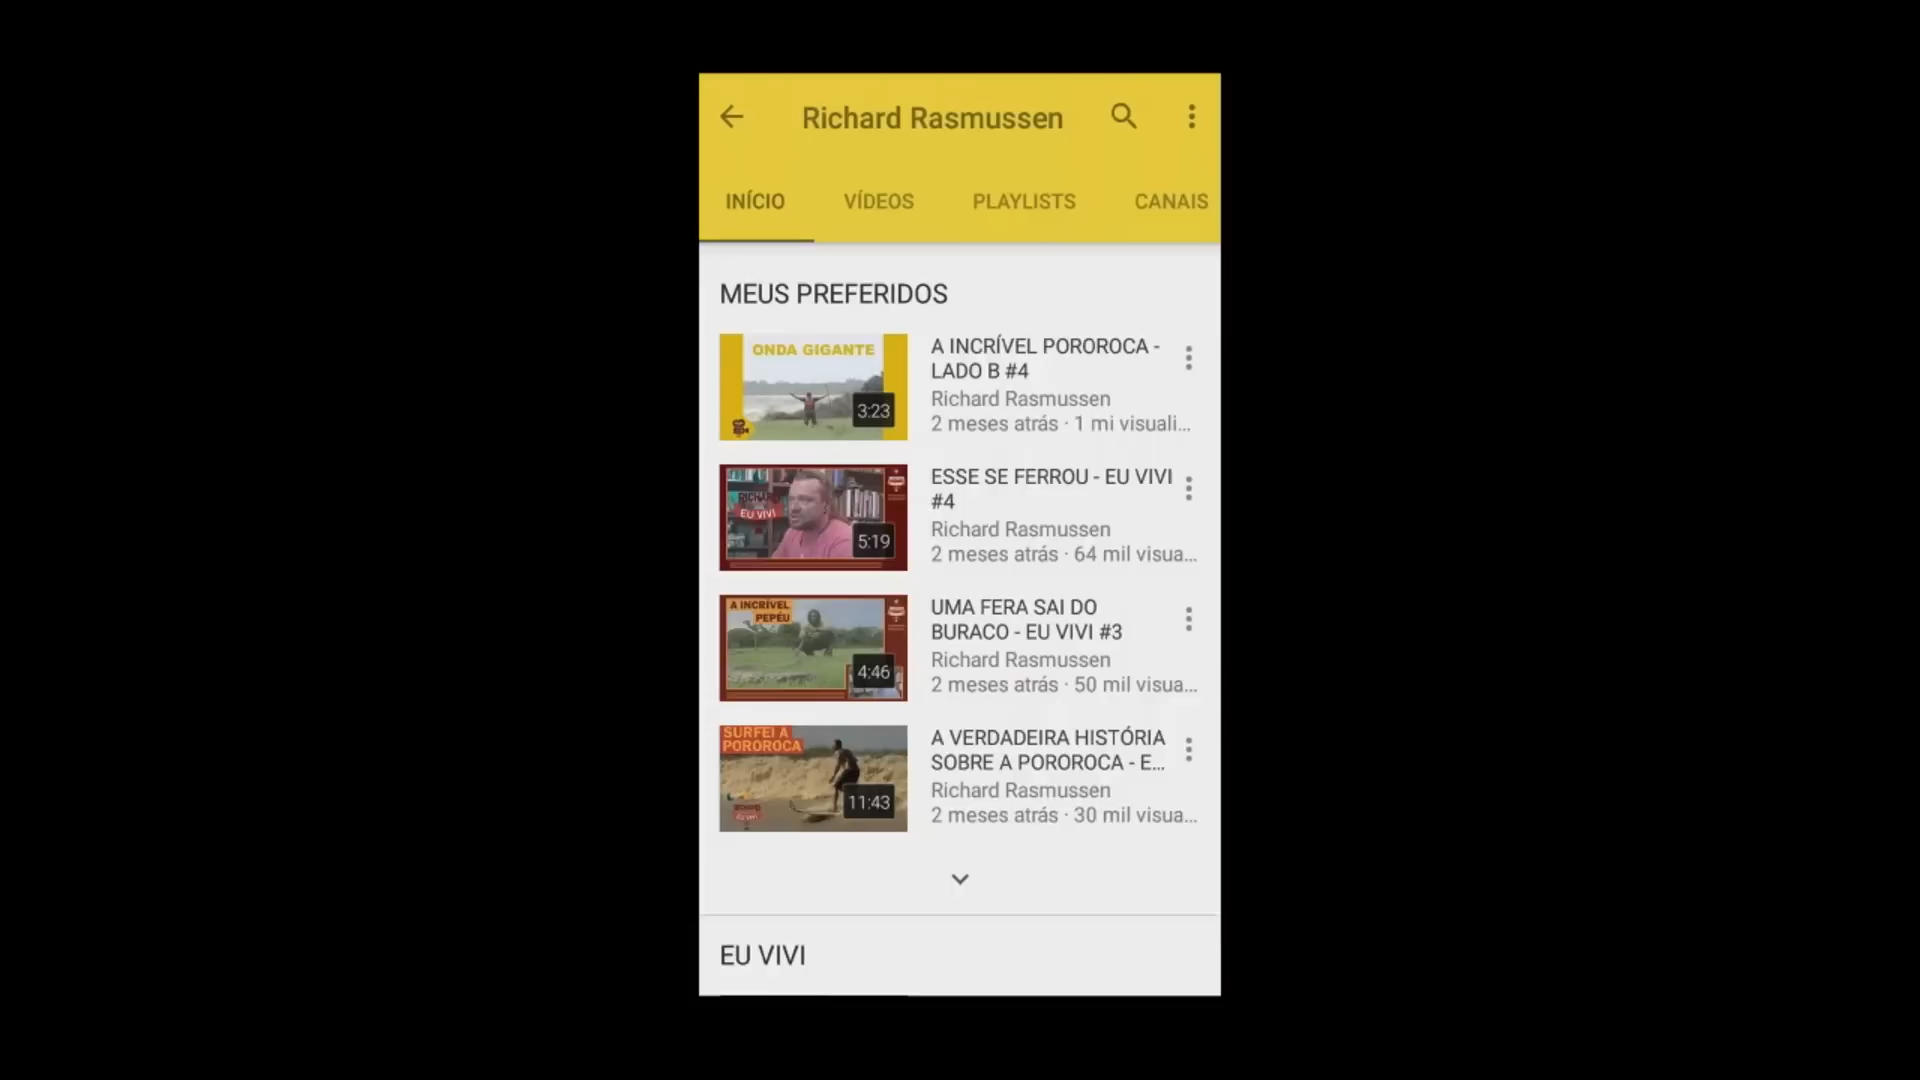 Richard Rasmussen
INÍCIO VÍDEOS PLAYLISTS CANAIS
MEUS PREFERIDOS
ONDA GIGANTE
3:23
A INCRÍVEL POROROCA -
LADO B #4
Richard Rasmussen
2 meses atrás · 1 mi visuali...
RICHARD
EU VIVI
5:19
ESSE SE FERROU - EU VIVI
#4
Richard Rasmussen
2 meses atrás · 64 mil visua...
A INCRÍVEL
PEPÉU
4:46
UMA FERA SAI DO
BURACO - EU VIVI #3
Richard Rasmussen
2 meses atrás · 50 mil visua...
SURFEI A
POROROCA
11:43
A VERDADEIRA HISTÓRIA
SOBRE A POROROCA - E...
Richard Rasmussen
2 meses atrás · 30 mil visua...
EU VIVI